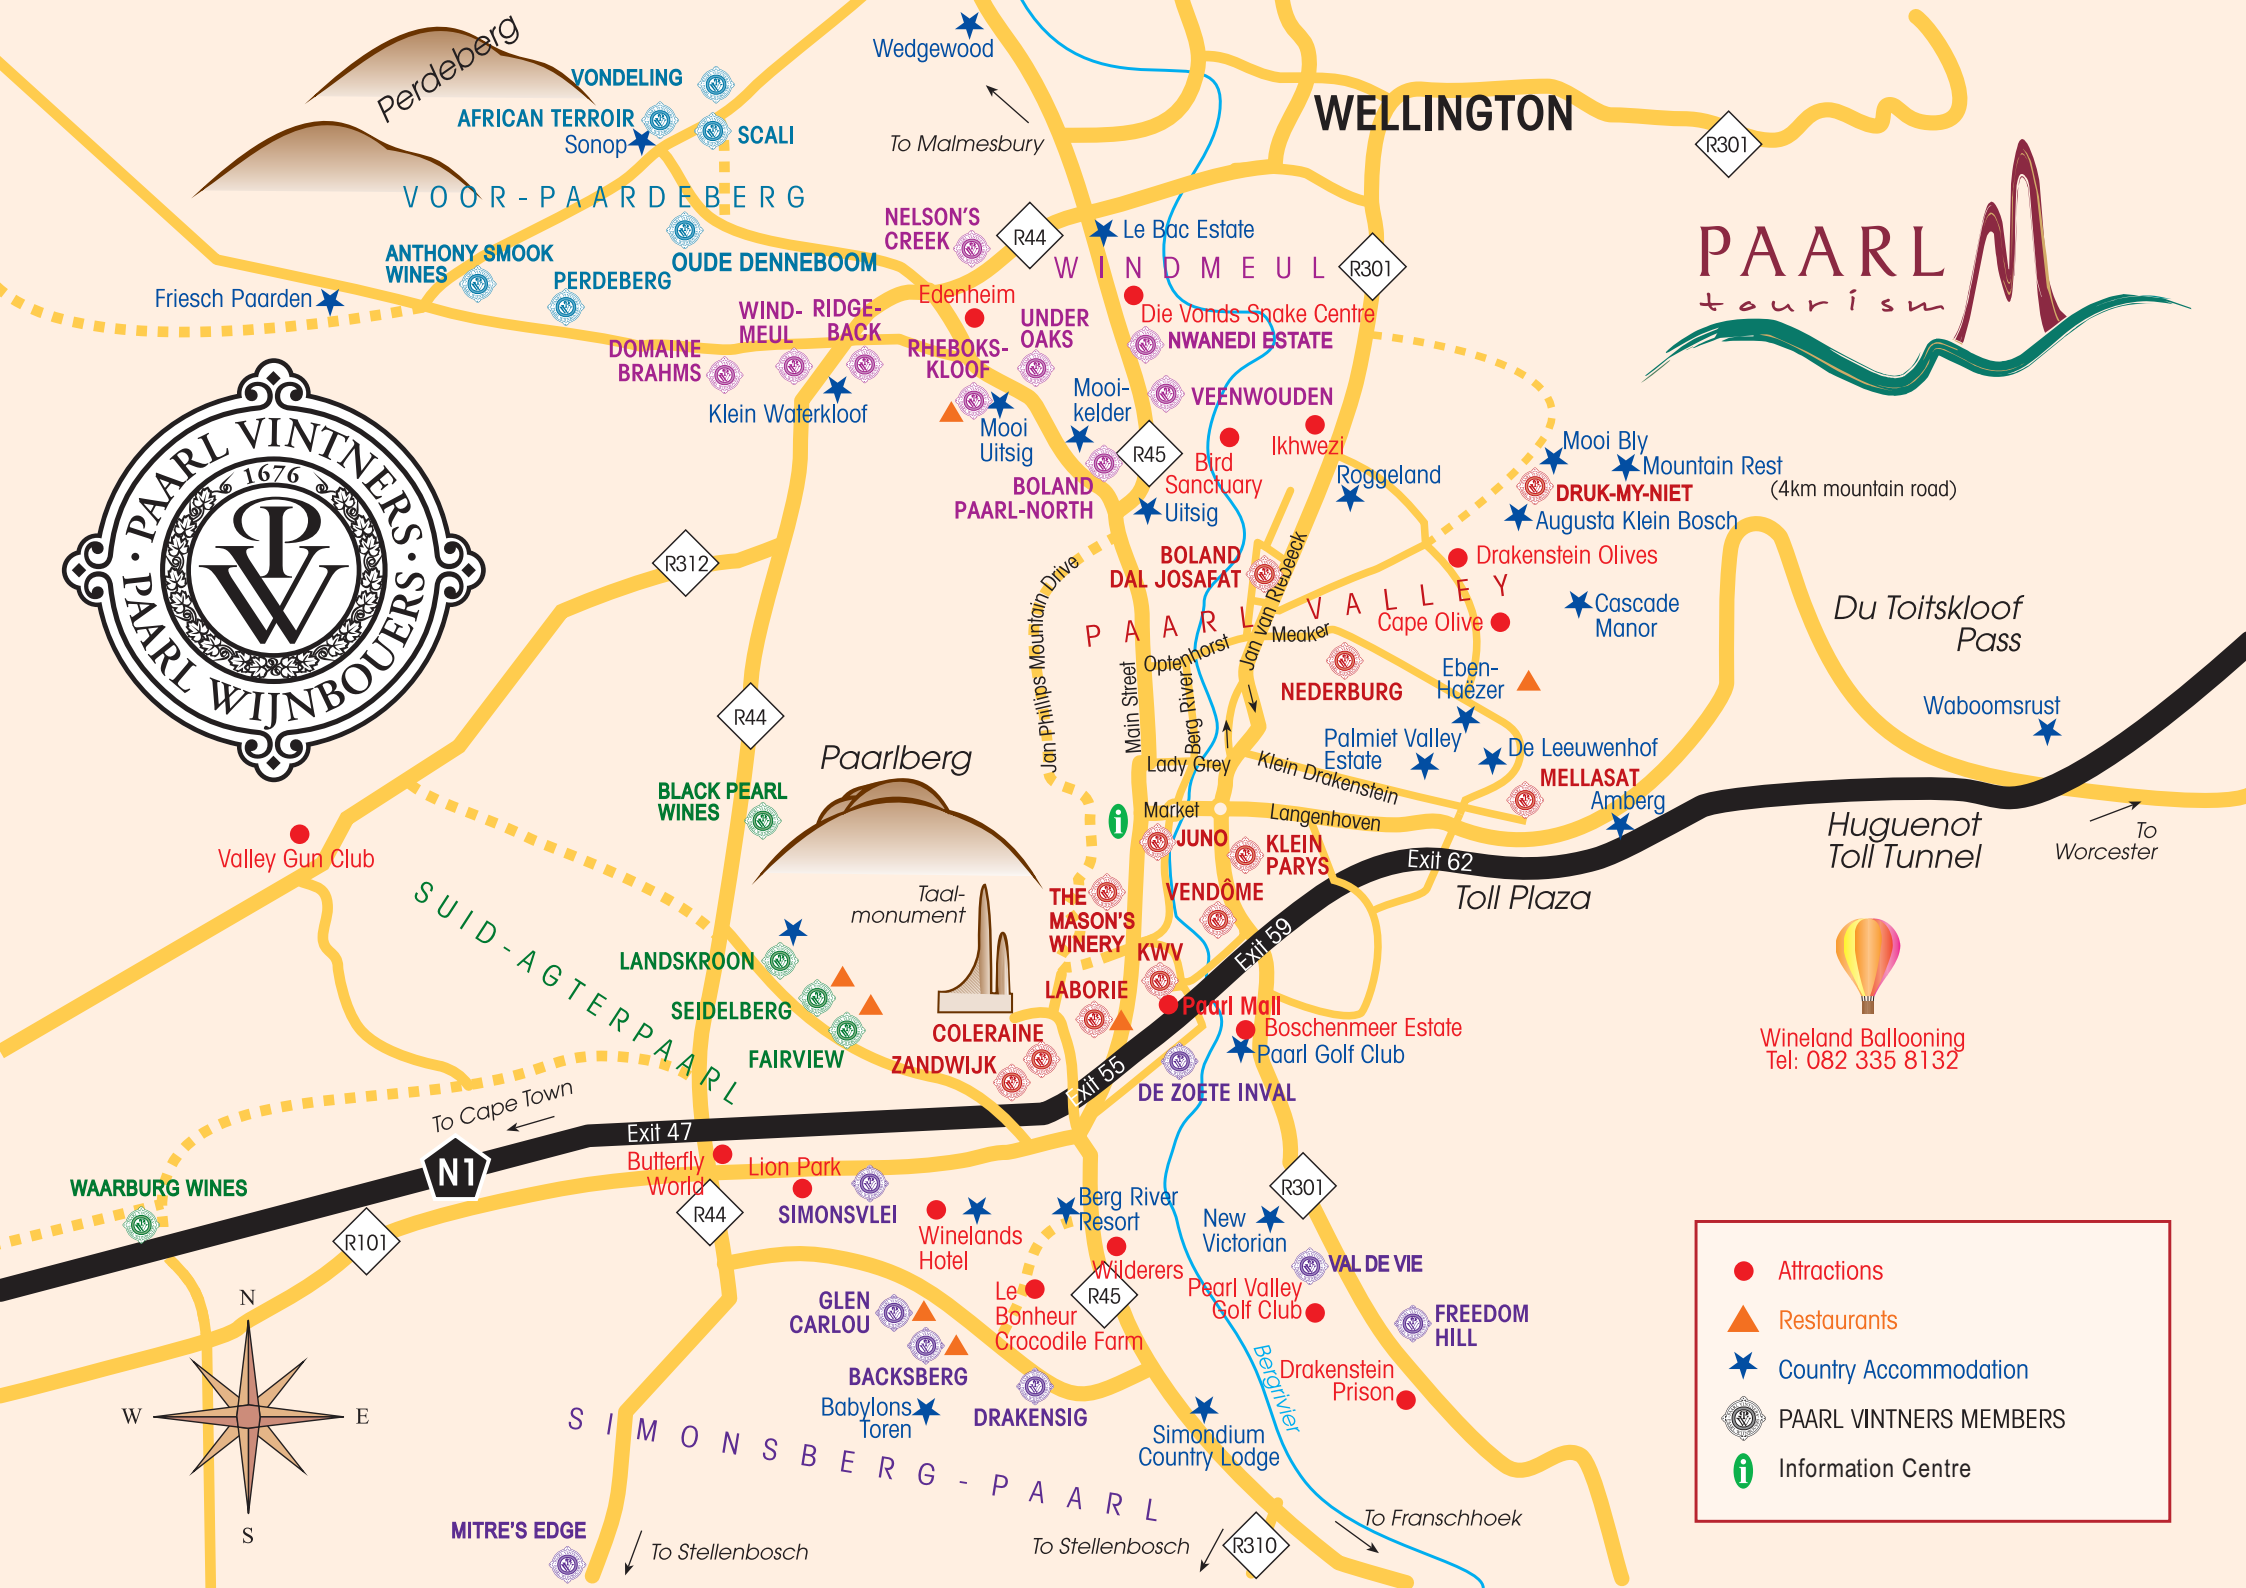 Perdeberg
VONDELING
AFRICAN TERROIR
Sonop
SCALI
VOOR-PAARDEBERG
ANTHONY SMOOK
WINES
OUDE DENNEBOOM
PERDEBERG
Friesch Paarden
Wedgewood
To Malmesbury
WELLINGTON
R301
PAARL
tourism
NELSON'S
CREEK
R44
Le Bac Estate
WINDMEUL
R301
Edenheim
Die Vonds Snake Centre
WIND-
MEUL
RIDGE-
BACK
UNDER
OAKS
NWANEDI ESTATE
DOMAINE
BRAHMS
RHEBOKS-
KLOOF
Klein Waterkloof
Mooi
Uitsig
Mooi-
kelder
VEENWOUDEN
R45
Bird
Sanctuary
Ikhwezi
Roggeland
BOLAND
PAARL-NORTH
Uitsig
Mooi Bly
Mountain Rest
(4km mountain road)
DRUK-MY-NIET
Augusta Klein Bosch
PAARL VINTNERS
1676
PVW
PAARL WIJNBOUERS
R312
BOLAND
DAL JOSAFAT
Drakenstein Olives
PAARL VALLEY
Cape Olive
Cascade
Manor
Jan Phillips Mountain Drive
Main Street
Berg River
Optenhorst
Jan van Riebeeck
Meaker
Du Toitskloof
Pass
NEDERBURG
Eben-
Haëzer
R44
Waboomsrust
Palmiet Valley
Estate
De Leeuwenhof
Lady Grey
Klein Drakenstein
MELLASAT
Amberg
Paarlberg
BLACK PEARL
WINES
Market
Langenhoven
JUNO
KLEIN
PARYS
Huguenot
Toll Tunnel
To
Worcester
Valley Gun Club
Exit 62
Toll Plaza
SUID-AGTERPAARL
Taal-
monument
THE
MASON'S
WINERY
VENDÔME
KWV
Exit 59
LANDSKROON
SEIDELBERG
FAIRVIEW
LABORIE
Paarl Mall
COLERAINE
ZANDWIJK
Boschenmeer Estate
Paarl Golf Club
Wineland Ballooning
Tel: 082 335 8132
Exit 55
DE ZOETE INVAL
To Cape Town
Exit 47
N1
WAARBURG WINES
Butterfly
World
Lion Park
SIMONSVLEI
R44
R101
Winelands
Hotel
Berg River
Resort
New
Victorian
R301
Wilderers
VAL DE VIE
Le
Bonheur
Crocodile Farm
R45
Pearl Valley
Golf Club
GLEN
CARLOU
BACKSBERG
FREEDOM
HILL
Drakenstein
Prison
Bergrivier
Babylons
Toren
DRAKENSIG
Simondium
Country Lodge
SIMONSBERG-PAARL
MITRE'S EDGE
To Stellenbosch
To Stellenbosch
R310
To Franschhoek
N
W
E
S
Attractions
Restaurants
Country Accommodation
PAARL VINTNERS MEMBERS
i
Information Centre